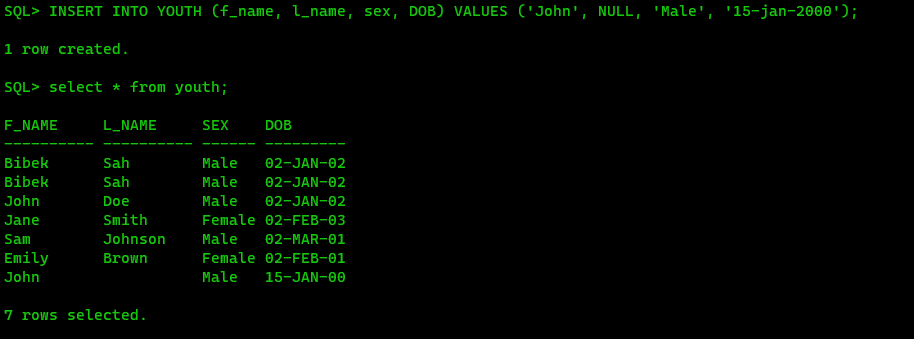 SQL> INSERT INTO YOUTH (f_name, l_name, sex, DOB) VALUES ('John', NULL, 'Male', '15-jan-2000');
1 row created.
SQL> select * from youth;
F_NAME     L_NAME     SEX    DOB
---------- ---------- ------ ---------
Bibek      Sah        Male   02-JAN-02
Bibek      Sah        Male   02-JAN-02
John       Doe        Male   02-JAN-02
Jane       Smith      Female 02-FEB-03
Sam        Johnson    Male   02-MAR-01
Emily      Brown      Female 02-FEB-01
John                  Male   15-JAN-00
7 rows selected.